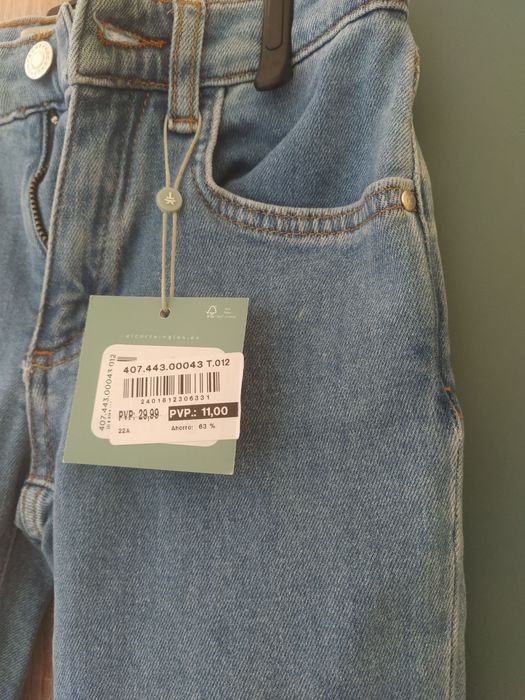 elcorteingles.es
407.443.00043 T.012
407.443.00043 012
2401812306331
PVP: 29,99 PVP.: 11,00
22A Ahorro: 63 %